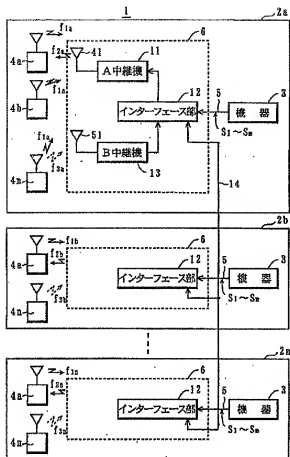 1
2a
f1a
6
4a
f2a
41
11
A中継機
12
インターフェース部
5
3
機器
S1～Sm
4b
f1a
51
B中継機
13
14
f1a
4n
f3a
2b
f1b
6
4a
f2b
12
インターフェース部
5
3
機器
S1～Sm
4n
f3b
2n
f1n
6
4a
f2n
12
インターフェース部
5
3
機器
S1～Sm
4n
f3n